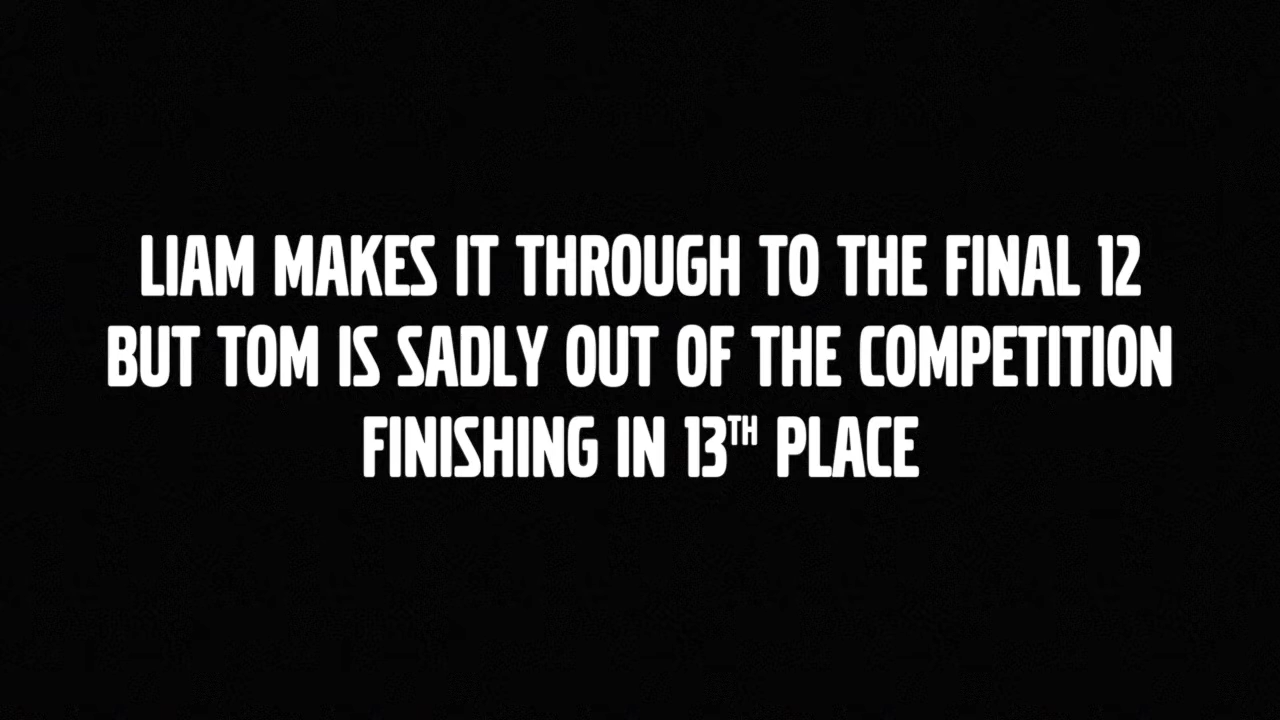 LIAM MAKES IT THROUGH TO THE FINAL 12
BUT TOM IS SADLY OUT OF THE COMPETITION
FINISHING IN 13TH PLACE